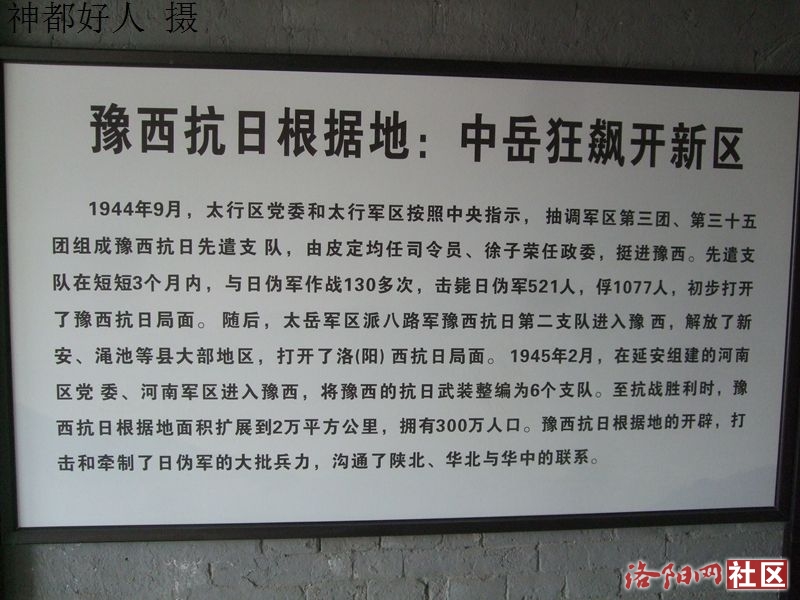 神都好人 摄
豫西抗日根据地：中岳狂飙开新区
1944年9月，太行区党委和太行军区按照中央指示，抽调军区第三团、第三十五
团组成豫西抗日先遣支 队，由皮定均任司令员、徐子荣任政委，挺进豫西。先遣支
队在短短3个月内，与日伪军作战130多次，击毙日伪军521人，俘1077人，初步打开
了豫西抗日局面。 随后，太岳军区派八路军豫西抗日第二支队进入豫 西，解放了新
安、渑池等县大部地区，打开了洛(阳) 西抗日局面。 1945年2月，在延安组建的河南
区党 委、河南军区进入豫西，将豫西的抗日武装整编为6个支队。至抗战胜利时，豫
西抗日根据地面积扩展到2万平方公里，拥有300万人口。豫西抗日根据地的开辟，打
击和牵制了日伪军的大批兵力，沟通了陕北、华北与华中的联系。
洛阳网社区